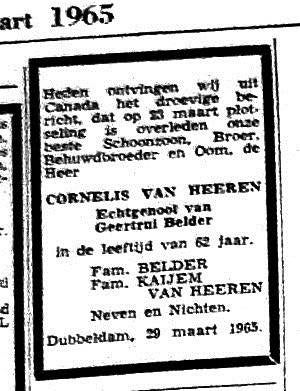 art 1965
Heden ontvingen wij uit
Canada het droevige be-
richt, dat op 23 maart plot-
seling is overleden onze
beste Schoonzoon, Broer,
Behuwdbroeder en Oom, de
Heer
CORNELIS VAN HEEREN
Echtgenoot van
Geertrui Belder
in de leeftijd van 62 jaar.
Fam. BELDER
Fam. KAIJEM
VAN HEEREN
Neven en Nichten.
Dubbeldam, 29 maart 1965.